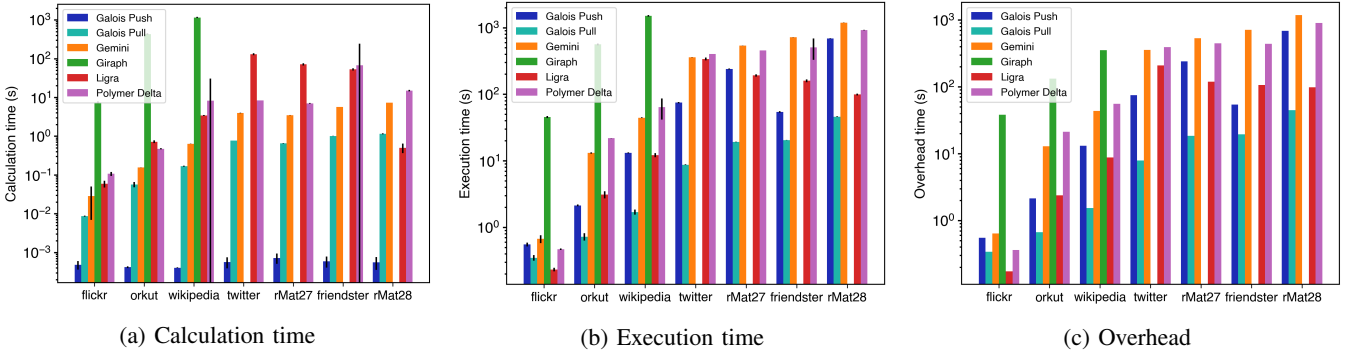 Calculation time (s)
10³
10²
10¹
10⁰
10⁻¹
10⁻²
10⁻³
Galois Push
Galois Pull
Gemini
Giraph
Ligra
Polymer Delta
flickr orkut wikipedia twitter rMat27 friendster rMat28
(a) Calculation time
Execution time (s)
10³
10²
10¹
10⁰
Galois Push
Galois Pull
Gemini
Giraph
Ligra
Polymer Delta
flickr orkut wikipedia twitter rMat27 friendster rMat28
(b) Execution time
Overhead time (s)
10³
10²
10¹
10⁰
Galois Push
Galois Pull
Gemini
Giraph
Ligra
Polymer Delta
flickr orkut wikipedia twitter rMat27 friendster rMat28
(c) Overhead